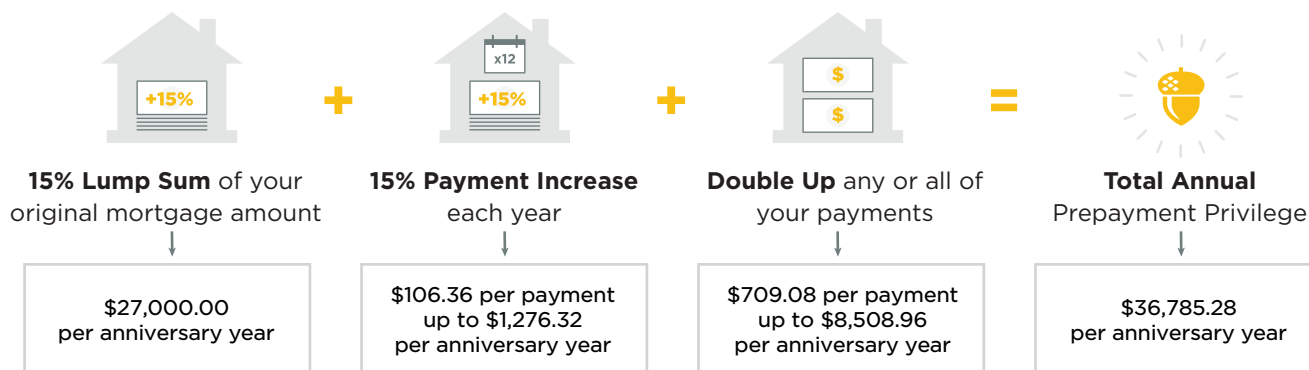 +15%
+
x12
+15%
+
$
$
=
15% Lump Sum of your
original mortgage amount
$27,000.00
per anniversary year
15% Payment Increase
each year
$106.36 per payment
up to $1,276.32
per anniversary year
Double Up any or all of
your payments
$709.08 per payment
up to $8,508.96
per anniversary year
Total Annual
Prepayment Privilege
$36,785.28
per anniversary year